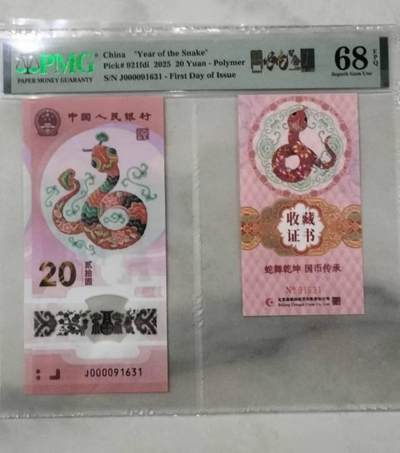 PMG
PAPER MONEY GUARANTY
China "Year of the Snake"
Pick# 921fdi 2025 20 Yuan - Polymer
S/N J000091631 - First Day of Issue
68 EPQ
Superb Gem Unc
中国人民银行
20
贰拾圆
J000091631
收藏
证书
蛇舞乾坤 国币传承